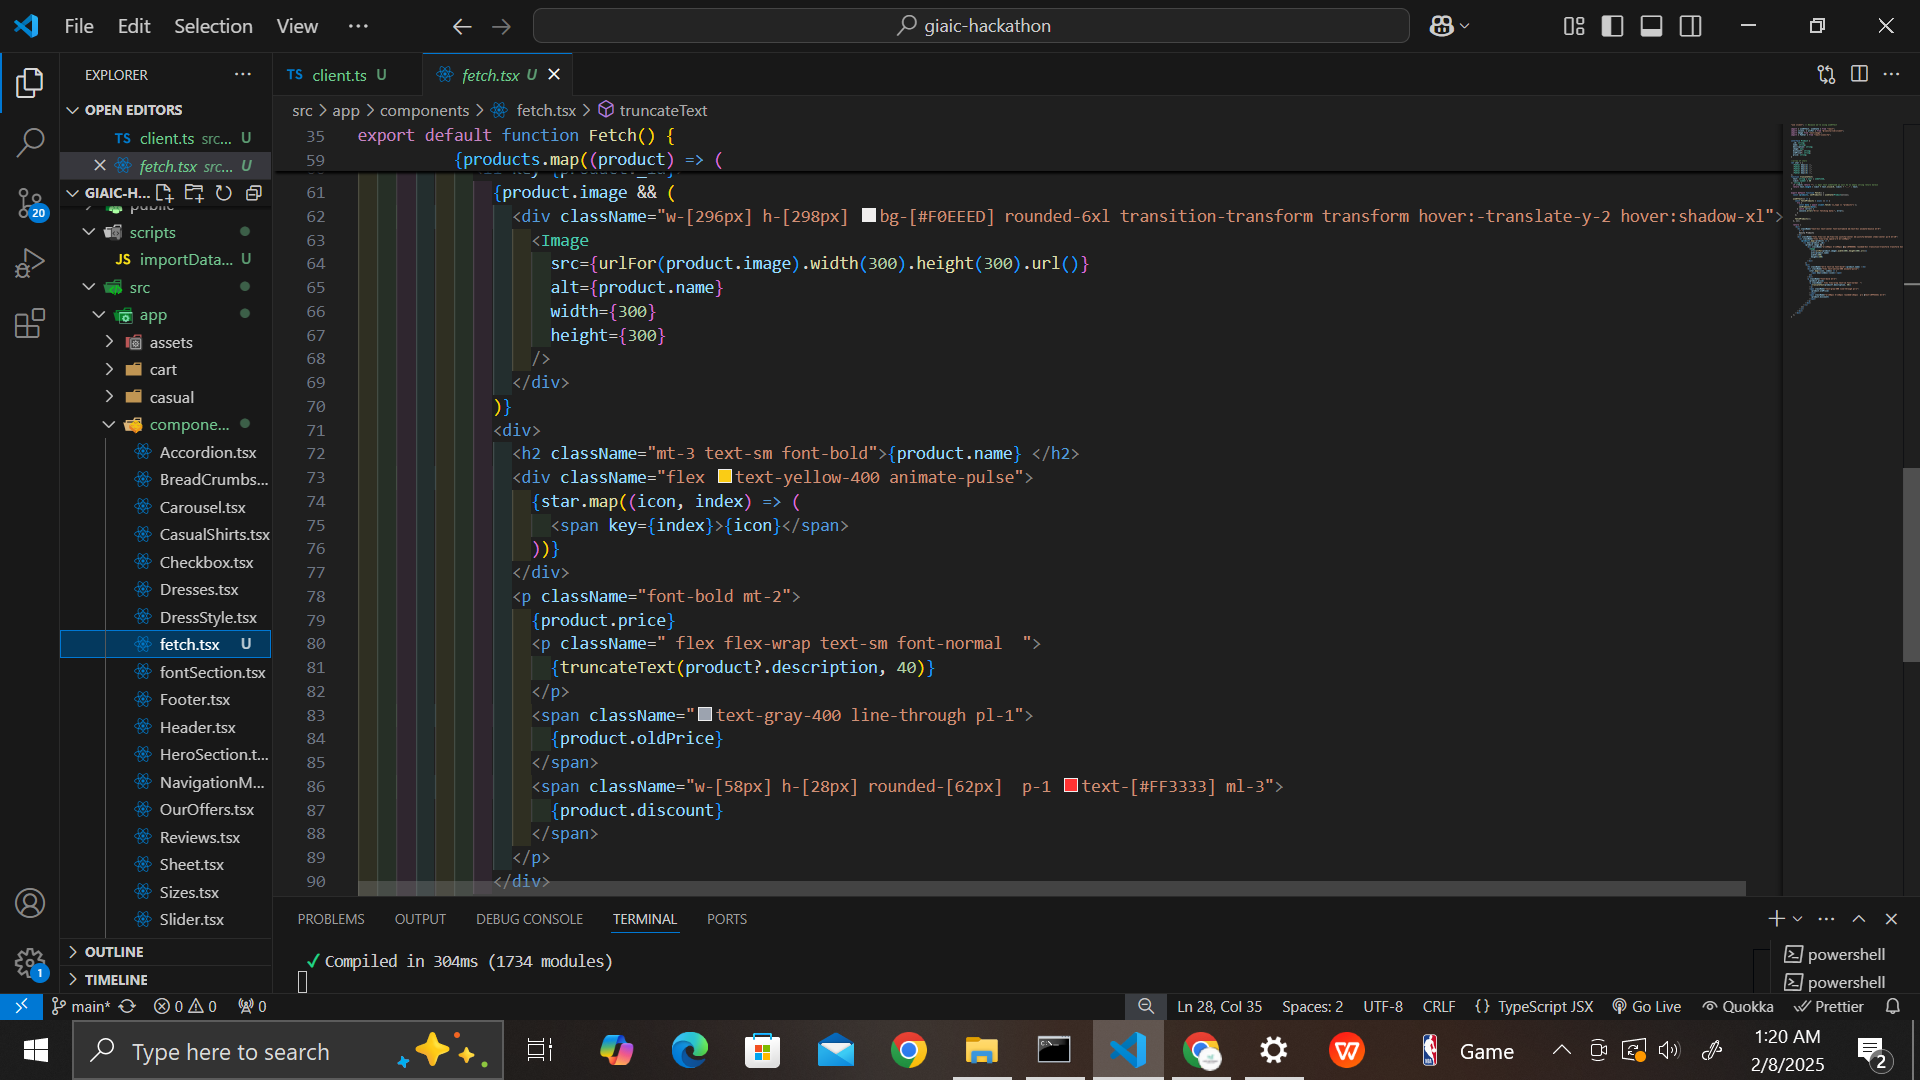 File Edit Selection View ···
giaic-hackathon
EXPLORER ···
OPEN EDITORS
TS client.ts src... U
fetch.tsx src... U
GIAIC-H...
public
scripts
JS importData...
src
app
assets
cart
casual
compone...
Accordion.tsx
BreadCrumbs...
Carousel.tsx
CasualShirts.tsx
Checkbox.tsx
Dresses.tsx
DressStyle.tsx
fetch.tsx U
fontSection.tsx
Footer.tsx
Header.tsx
HeroSection.t...
NavigationM...
OurOffers.tsx
Reviews.tsx
Sheet.tsx
Sizes.tsx
Slider.tsx
OUTLINE
TIMELINE
20
1
TS client.ts U
fetch.tsx U
src > app > components > fetch.tsx > truncateText
35 export default function Fetch() {
59 {products.map((product) => (
61 {product.image && (
62 <div className="w-[296px] h-[298px] bg-[#F0EEED] rounded-6xl transition-transform transform hover:-translate-y-2 hover:shadow-xl">
63 <Image
64 src={urlFor(product.image).width(300).height(300).url()}
65 alt={product.name}
66 width={300}
67 height={300}
68 />
69 </div>
70 )}
71 <div>
72 <h2 className="mt-3 text-sm font-bold">{product.name} </h2>
73 <div className="flex text-yellow-400 animate-pulse">
74 {star.map((icon, index) => (
75 <span key={index}>{icon}</span>
76 ))}
77 </div>
78 <p className="font-bold mt-2">
79 {product.price}
80 <p className=" flex flex-wrap text-sm font-normal  ">
81 {truncateText(product?.description, 40)}
82 </p>
83 <span className="text-gray-400 line-through pl-1">
84 {product.oldPrice}
85 </span>
86 <span className="w-[58px] h-[28px] rounded-[62px]  p-1 text-[#FF3333] ml-3">
87 {product.discount}
88 </span>
89 </p>
90 </div>
PROBLEMS OUTPUT DEBUG CONSOLE TERMINAL PORTS
✓ Compiled in 304ms (1734 modules)
powershell
powershell
main* 0 0 0
Ln 28, Col 35 Spaces: 2 UTF-8 CRLF {} TypeScript JSX Go Live Quokka Prettier
Type here to search
Game
1:20 AM
2/8/2025
2